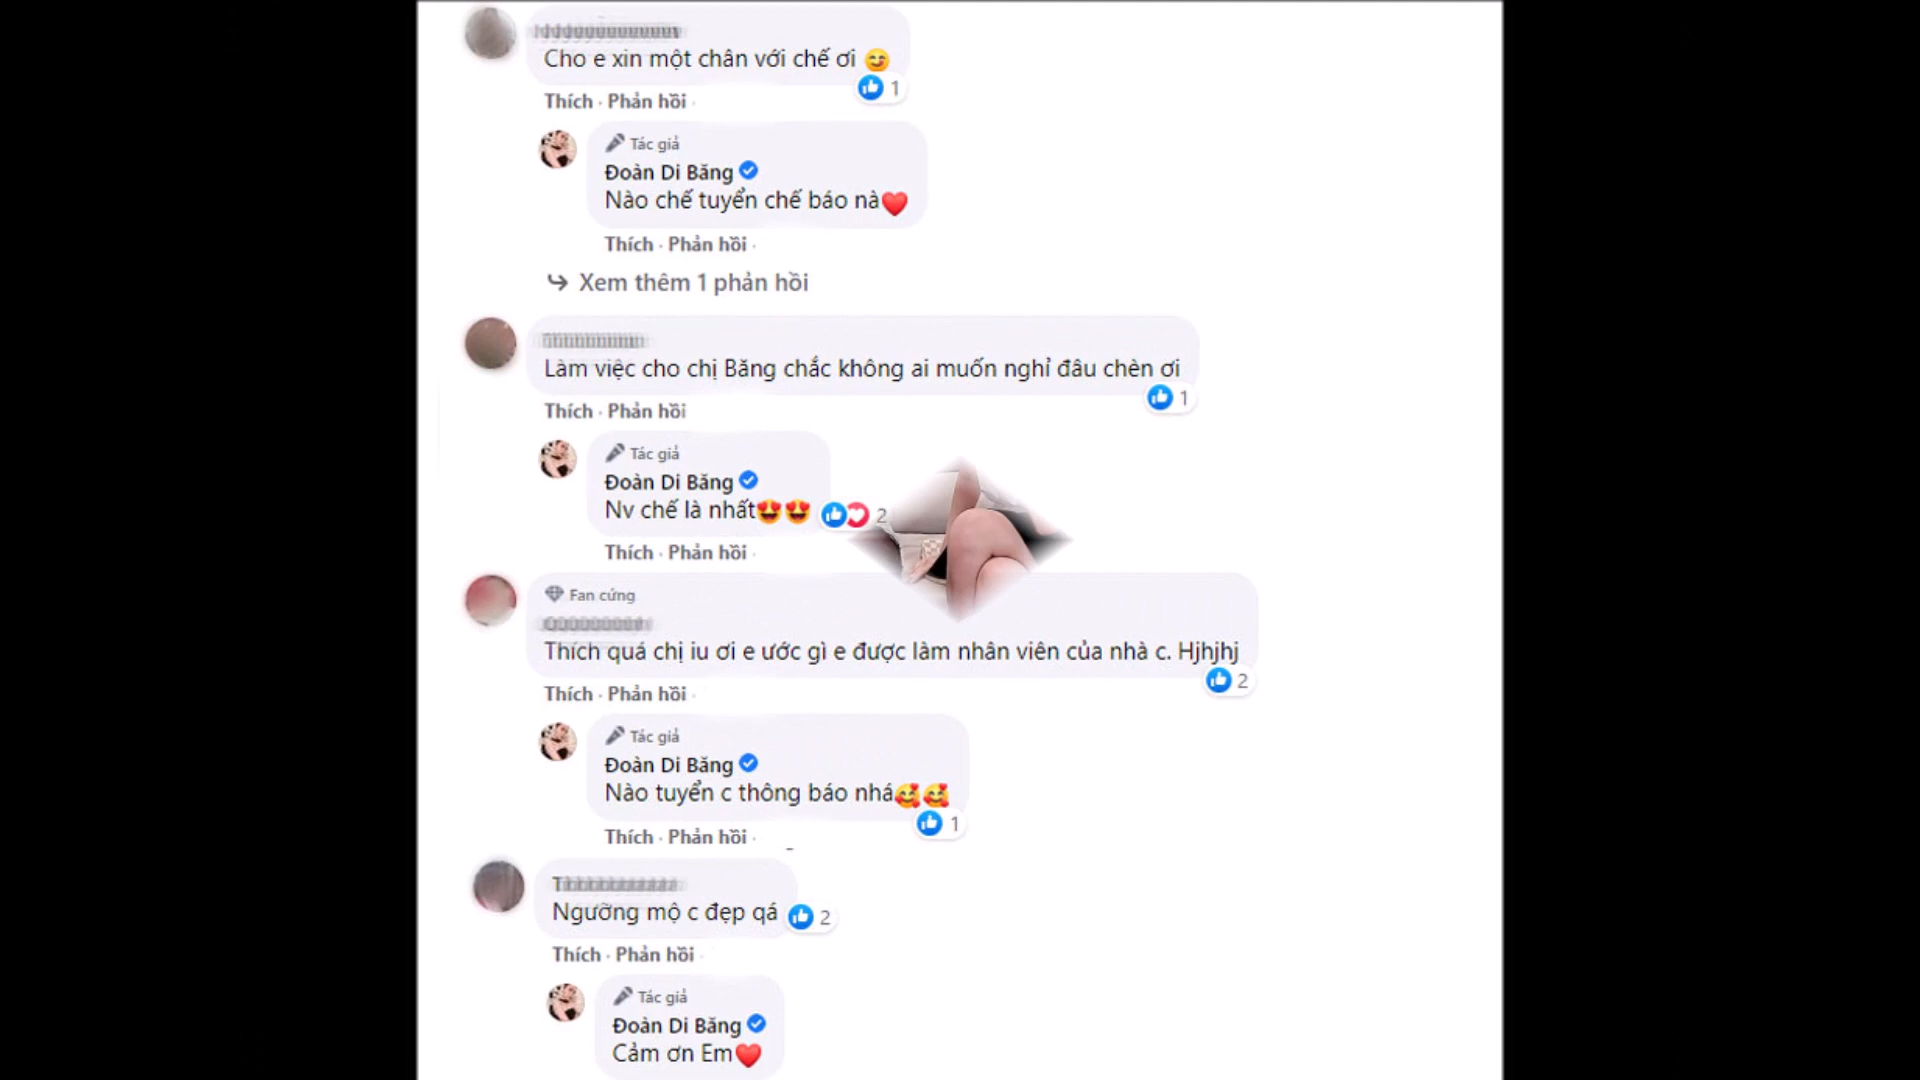 Cho e xin một chân với chế ơi 😊
1
Thích · Phản hồi ·
Tác giả
Đoàn Di Băng
Nào chế tuyển chế báo nà❤️
Thích · Phản hồi ·
Xem thêm 1 phản hồi
Làm việc cho chị Băng chắc không ai muốn nghỉ đâu chèn ơi
1
Thích · Phản hồi
Tác giả
Đoàn Di Băng
Nv chế là nhất😍😍
2
Thích · Phản hồi ·
Fan cứng
Thích quá chị iu ơi e ước gì e được làm nhân viên của nhà c. Hjhjhj
2
Thích · Phản hồi ·
Tác giả
Đoàn Di Băng
Nào tuyển c thông báo nhá🥰🥰
1
Thích · Phản hồi ·
Ngưỡng mộ c đẹp qá
2
Thích · Phản hồi ·
Tác giả
Đoàn Di Băng
Cảm ơn Em❤️